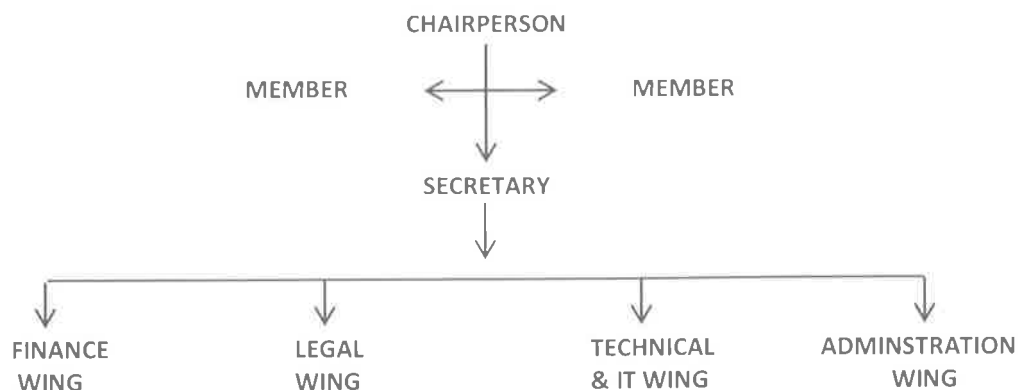 CHAIRPERSON
MEMBER MEMBER
SECRETARY
FINANCE WING
LEGAL WING
TECHNICAL & IT WING
ADMINSTRATION WING